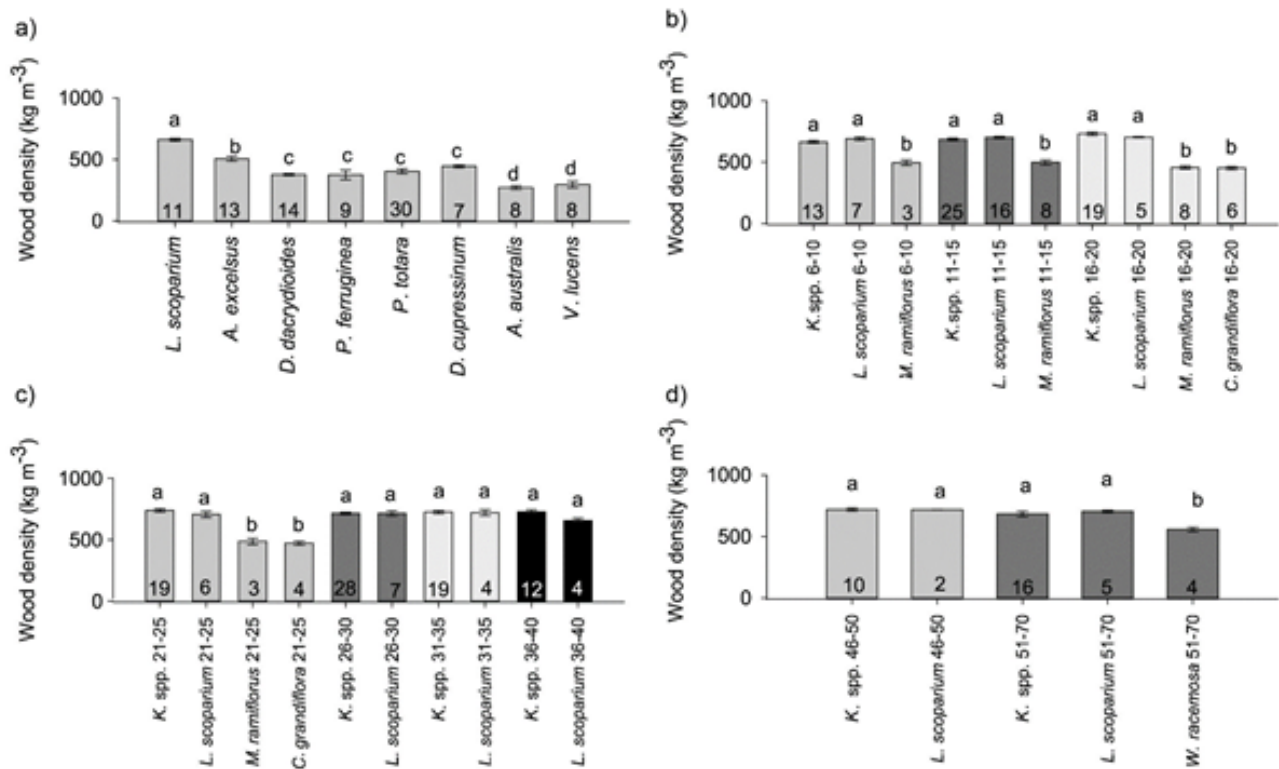 a)
Wood density (kg m⁻³)
1000
500
0
a b c c c c d d
11 13 14 9 30 7 8 8
L. scoparium
A. excelsus
D. dacrydioides
P. ferruginea
P. totara
D. cupressinum
A. australis
V. lucens
b)
Wood density (kg m⁻³)
1000
500
0
a a b a a b a a b b
13 7 3 25 16 8 19 5 8 6
K. spp. 6-10
L. scoparium 6-10
M. ramiflorus 6-10
K. spp. 11-15
L. scoparium 11-15
M. ramiflorus 11-15
K. spp. 16-20
L. scoparium 16-20
M. ramiflorus 16-20
C. grandiflora 16-20
c)
Wood density (kg m⁻³)
1000
500
0
a a b b a a a a a a
19 6 3 4 28 7 19 4 12 4
K. spp. 21-25
L. scoparium 21-25
M. ramiflorus 21-25
C. grandiflora 21-25
K. spp. 26-30
L. scoparium 26-30
K. spp. 31-35
L. scoparium 31-35
K. spp. 36-40
L. scoparium 36-40
d)
Wood density (kg m⁻³)
1000
500
0
a a a a b
10 2 16 5 4
K. spp. 46-50
L. scoparium 46-50
K. spp. 51-70
L. scoparium 51-70
W. racemosa 51-70